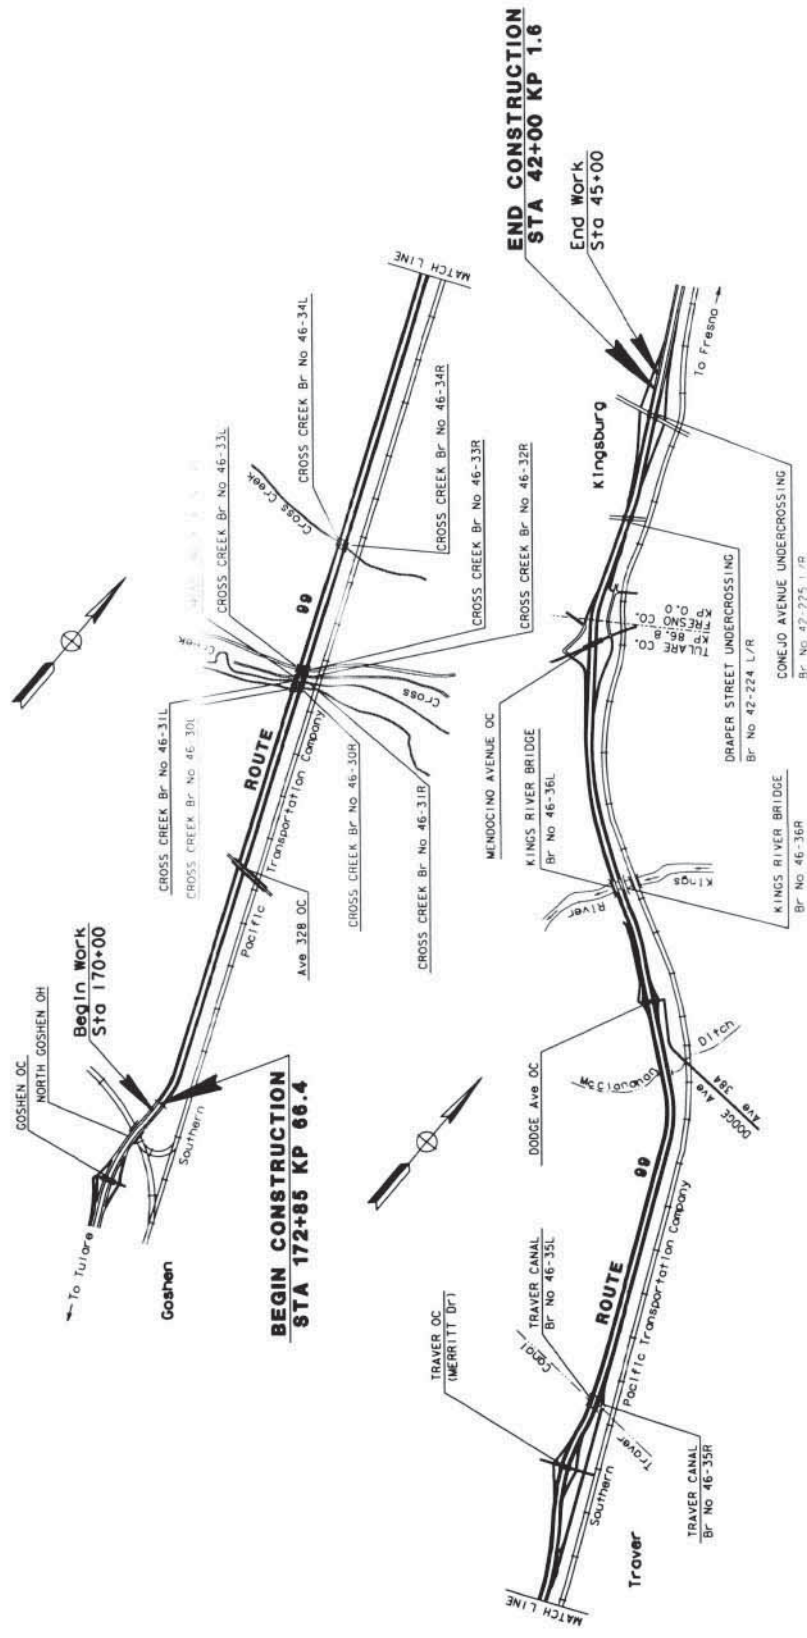 ← To Tulare
GOSHEN OC
NORTH GOSHEN OH
Begin Work
Sta 170+00
Goshen
Southern
BEGIN CONSTRUCTION
STA 172+85 KP 66.4
Pacific
Transportation Company
ROUTE
99
Ave 328 OC
CROSS CREEK Br No 46-31L
CROSS CREEK Br No 46-30L
CROSS CREEK Br No 46-30R
CROSS CREEK Br No 46-31R
CROSS CREEK Br No 46-33L
Creek
Cross
CROSS CREEK Br No 46-33R
CROSS CREEK Br No 46-32R
CROSS CREEK Br No 46-34L
Cross Creek
CROSS CREEK Br No 46-34R
MATCH LINE
MATCH LINE
Traver
Southern
TRAVER OC
(MERRITT Dr)
TRAVER CANAL
Br No 46-35L
Canal
Traver
TRAVER CANAL
Br No 46-35R
Pacific Transportation Company
ROUTE
99
DODGE Ave OC
Ditch
DODGE Ave
Ave 384
KINGS RIVER BRIDGE
Br No 46-36L
River
Kings
KINGS RIVER BRIDGE
Br No 46-36R
MENDOCINO AVENUE OC
TULARE CO.
KP 86.8
FRESNO CO.
KP 0.0
DRAPER STREET UNDERCROSSING
Br No 42-224 L/R
Kingsburg
CONEJO AVENUE UNDERCROSSING
Br No 42-225 L/R
END CONSTRUCTION
STA 42+00 KP 1.6
End Work
Sta 45+00
To Fresno →